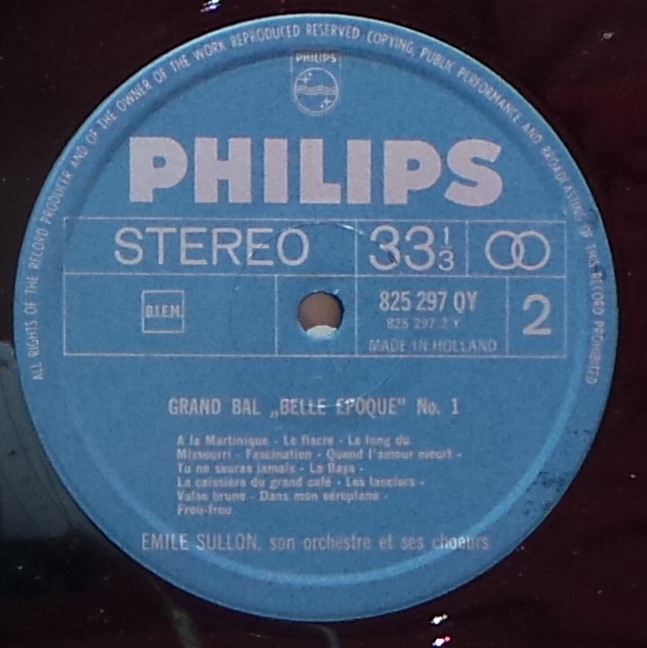 ALL RIGHTS OF THE RECORD PRODUCER AND OF THE OWNER OF THE WORK REPRODUCED RESERVED COPYING, PUBLIC PERFORMANCE AND BROADCASTING OF THIS RECORD PROHIBITED
PHILIPS
PHILIPS
STEREO 33 1/3
B.I.E.M. 825 297 QY 2
825 297 2 Y
MADE IN HOLLAND
GRAND BAL „BELLE EPOQUE" No. 1
A la Martinique - Le fiacre - Le long du
Missourri - Fascination - Quand l'amour meurt -
Tu ne sauras jamais - La Baya -
La caissière du grand café - Les lanciers -
Valse brune - Dans mon aéroplane -
Frou-frou
EMILE SULLON, son orchestre et ses choeurs